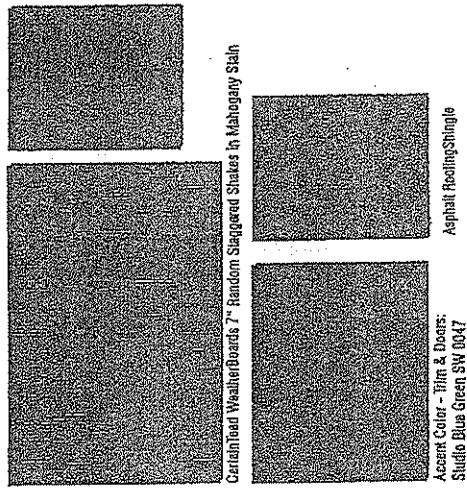 CertainTeed WeatherBoards 7" Random Staggered Shakes In Mahogany Stain
Accent Color - Trim & Doors:
Studio Blue Green SW 0047
Asphalt RoofingShingle